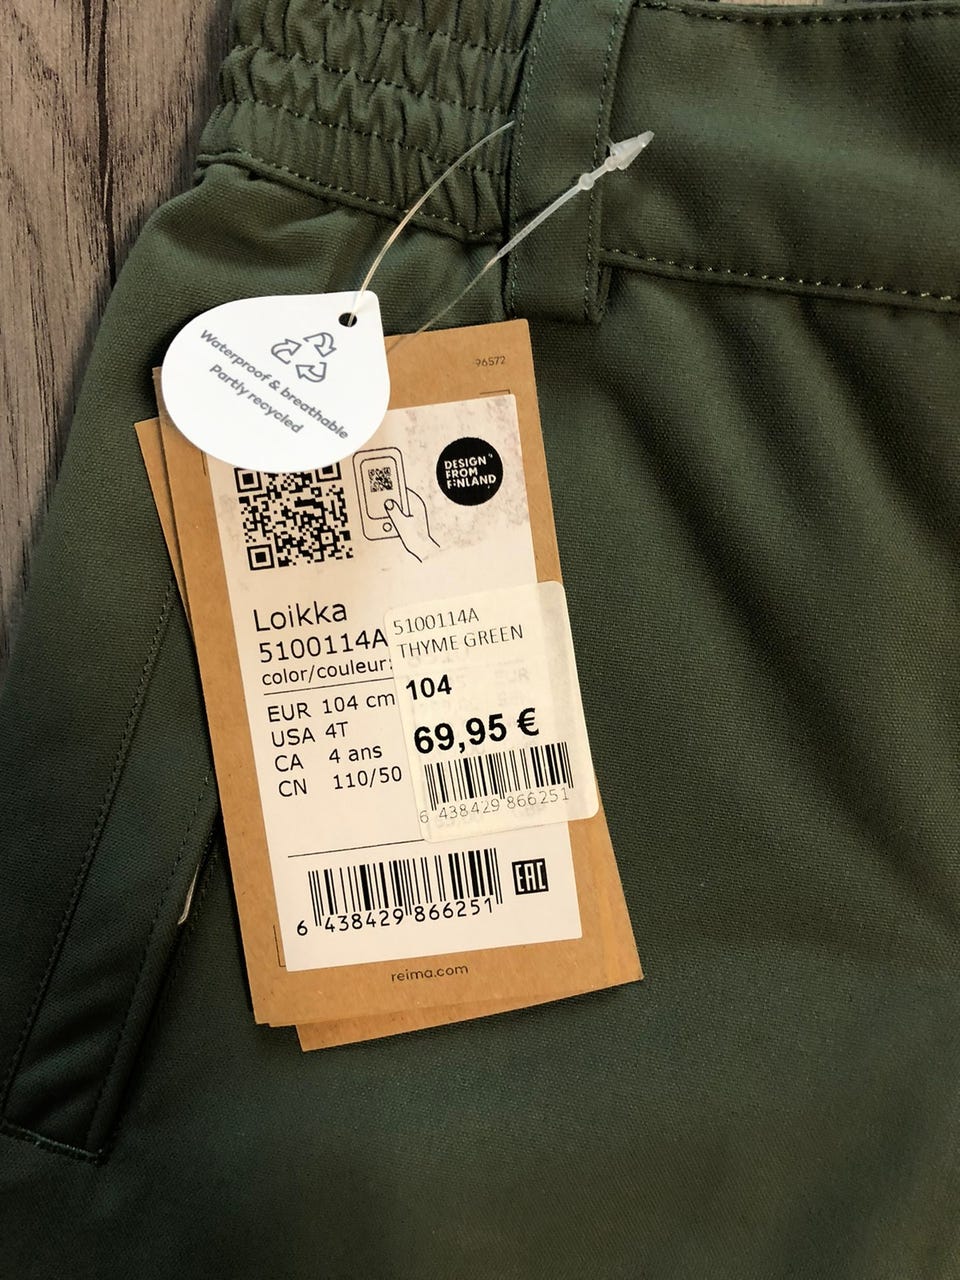 Waterproof & breathable
Partly recycled
96572
DESIGN
FROM
FINLAND
Loikka
5100114A
color/couleur:
EUR 104 cm
USA 4T
CA 4 ans
CN 110/50
5100114A
THYME GREEN
104
69,95 €
6 438429 866251
6 438429 866251
EAC
reima.com